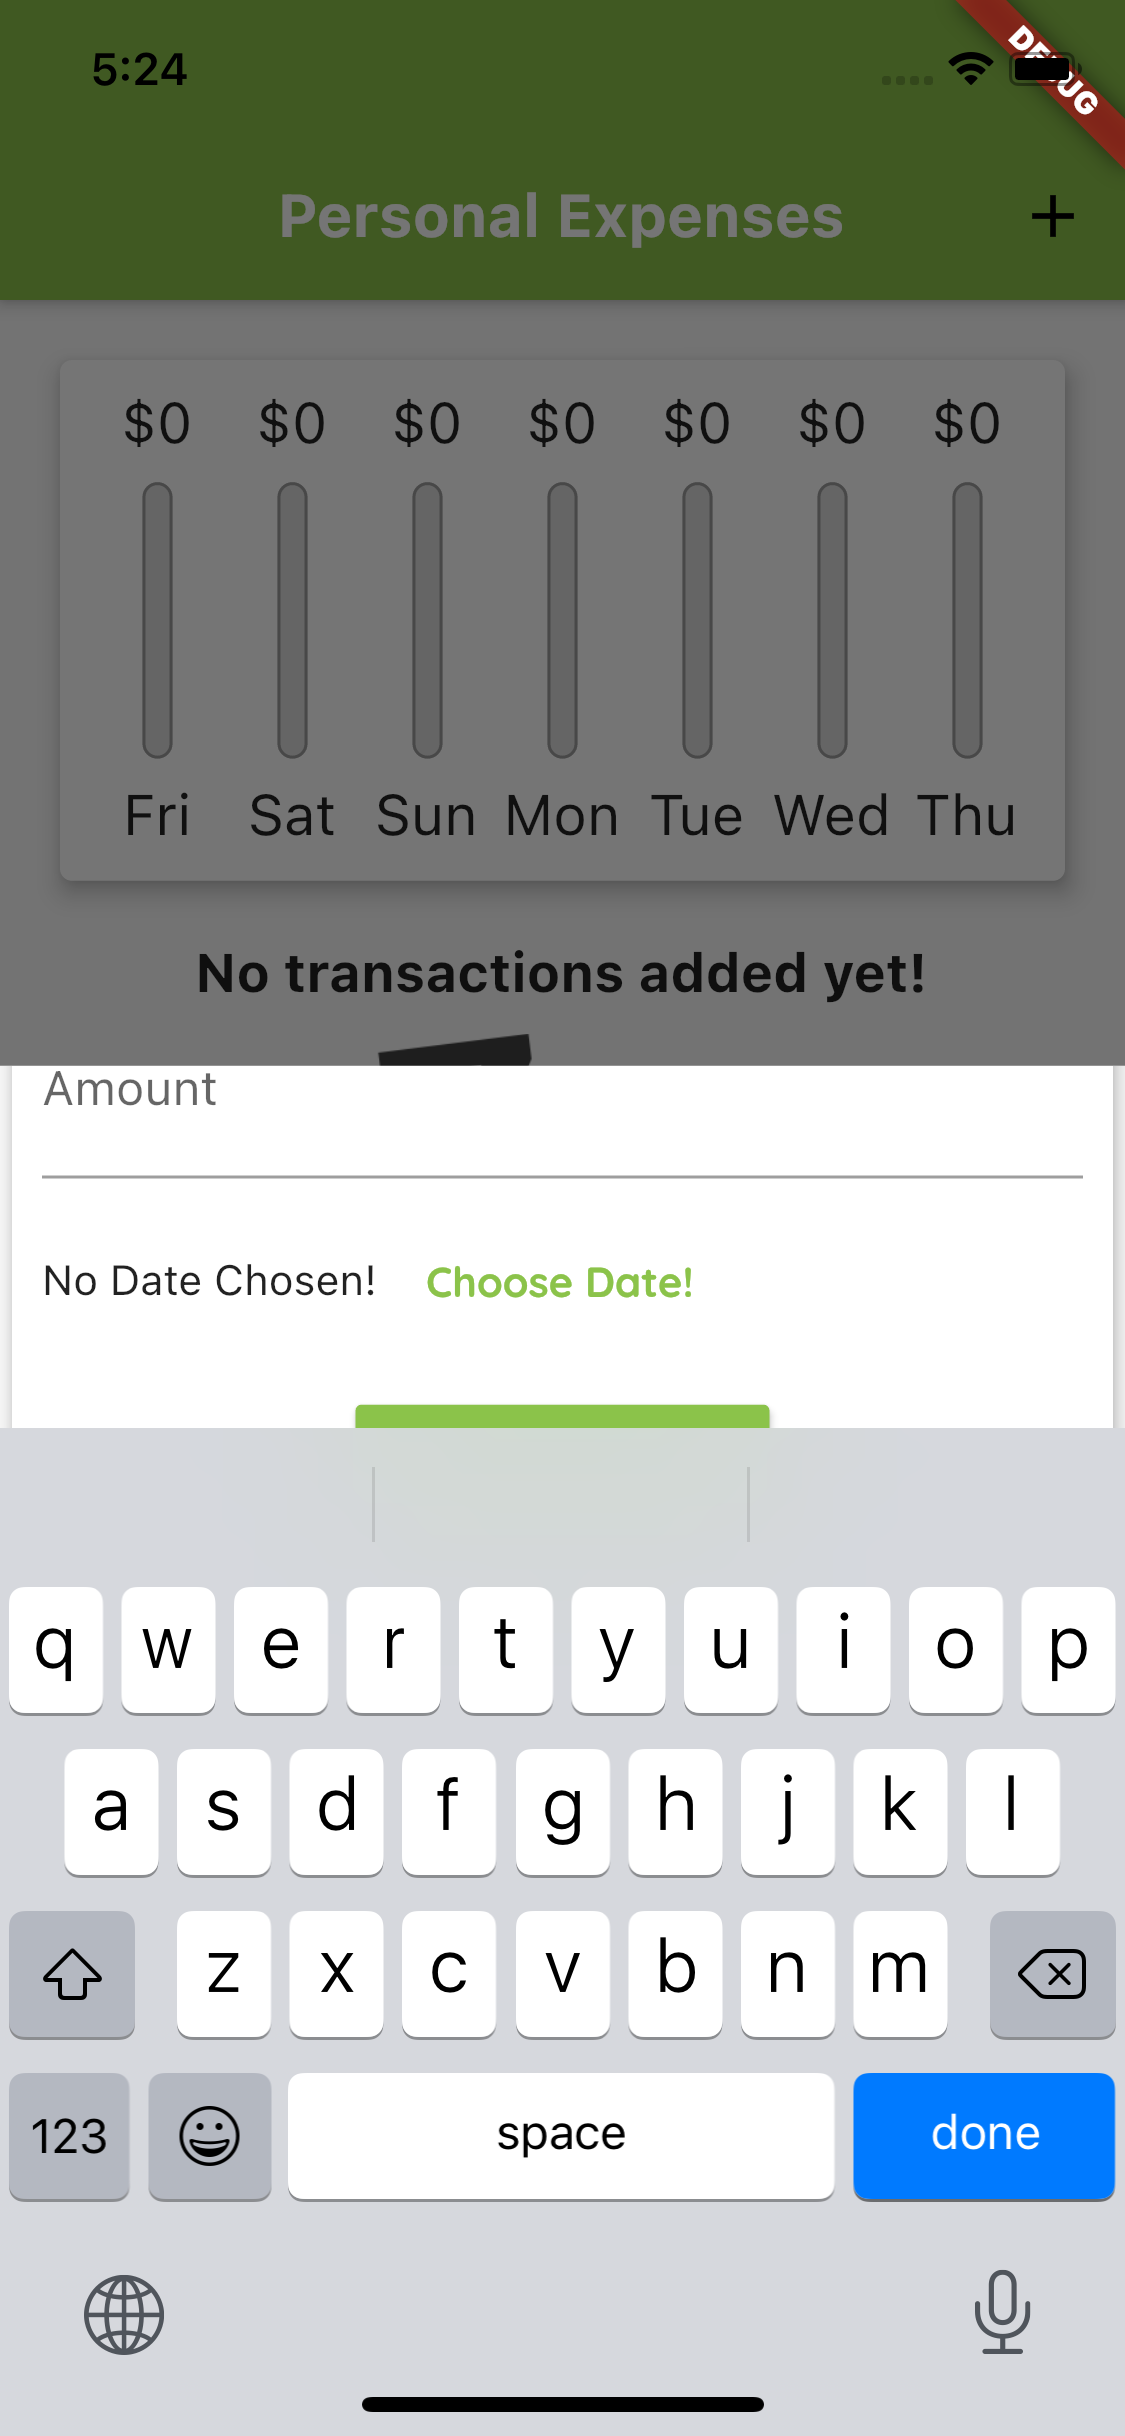 5:24
DEBUG
Personal Expenses +
$0 $0 $0 $0 $0 $0 $0
Fri Sat Sun Mon Tue Wed Thu
No transactions added yet!
Amount
No Date Chosen! Choose Date!
q w e r t y u i o p
a s d f g h j k l
z x c v b n m
123 space done